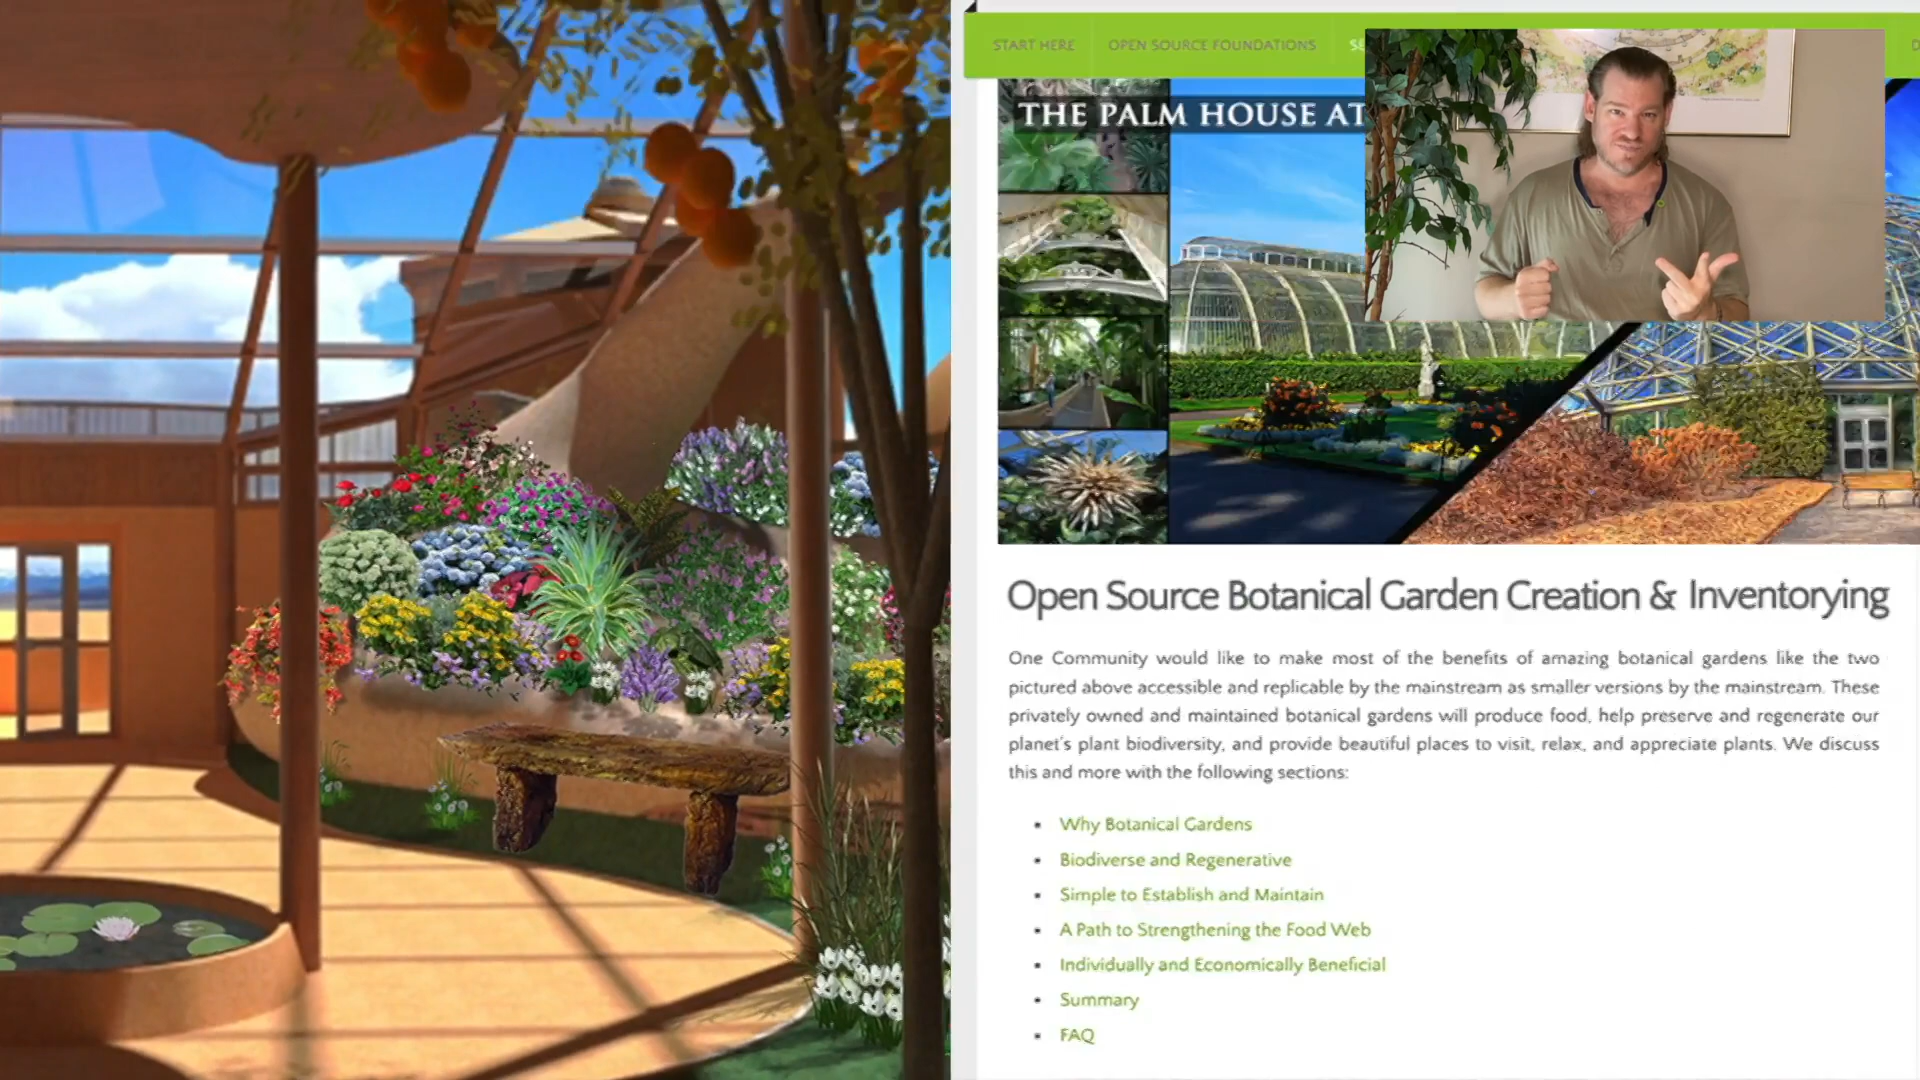 START HERE OPEN SOURCE FOUNDATIONS
THE PALM HOUSE AT
Open Source Botanical Garden Creation & Inventorying
One Community would like to make most of the benefits of amazing botanical gardens like the two
pictured above accessible and replicable by the mainstream as smaller versions by the mainstream. These
privately owned and maintained botanical gardens will produce food, help preserve and regenerate our
planet's plant biodiversity, and provide beautiful places to visit, relax, and appreciate plants. We discuss
this and more with the following sections:
Why Botanical Gardens
Biodiverse and Regenerative
Simple to Establish and Maintain
A Path to Strengthening the Food Web
Individually and Economically Beneficial
Summary
FAQ